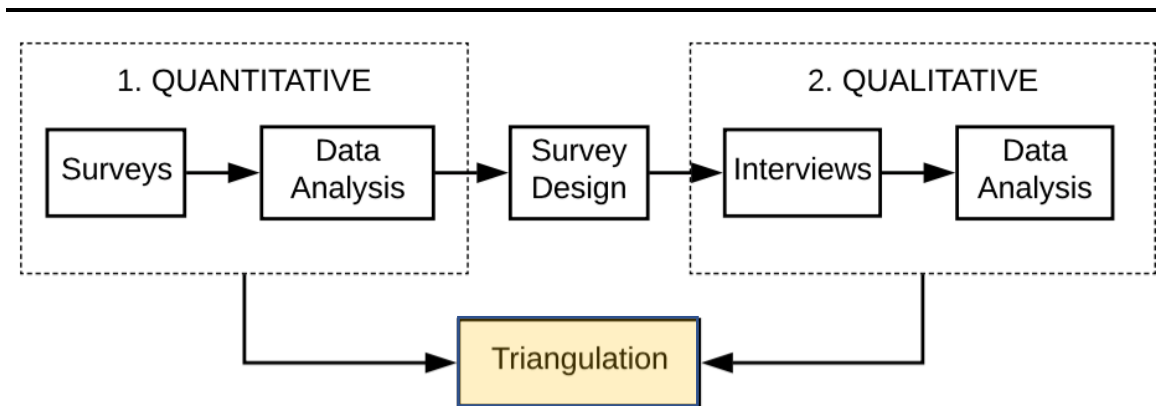 1. QUANTITATIVE
2. QUALITATIVE
Surveys
Data
Analysis
Survey
Design
Interviews
Data
Analysis
Triangulation